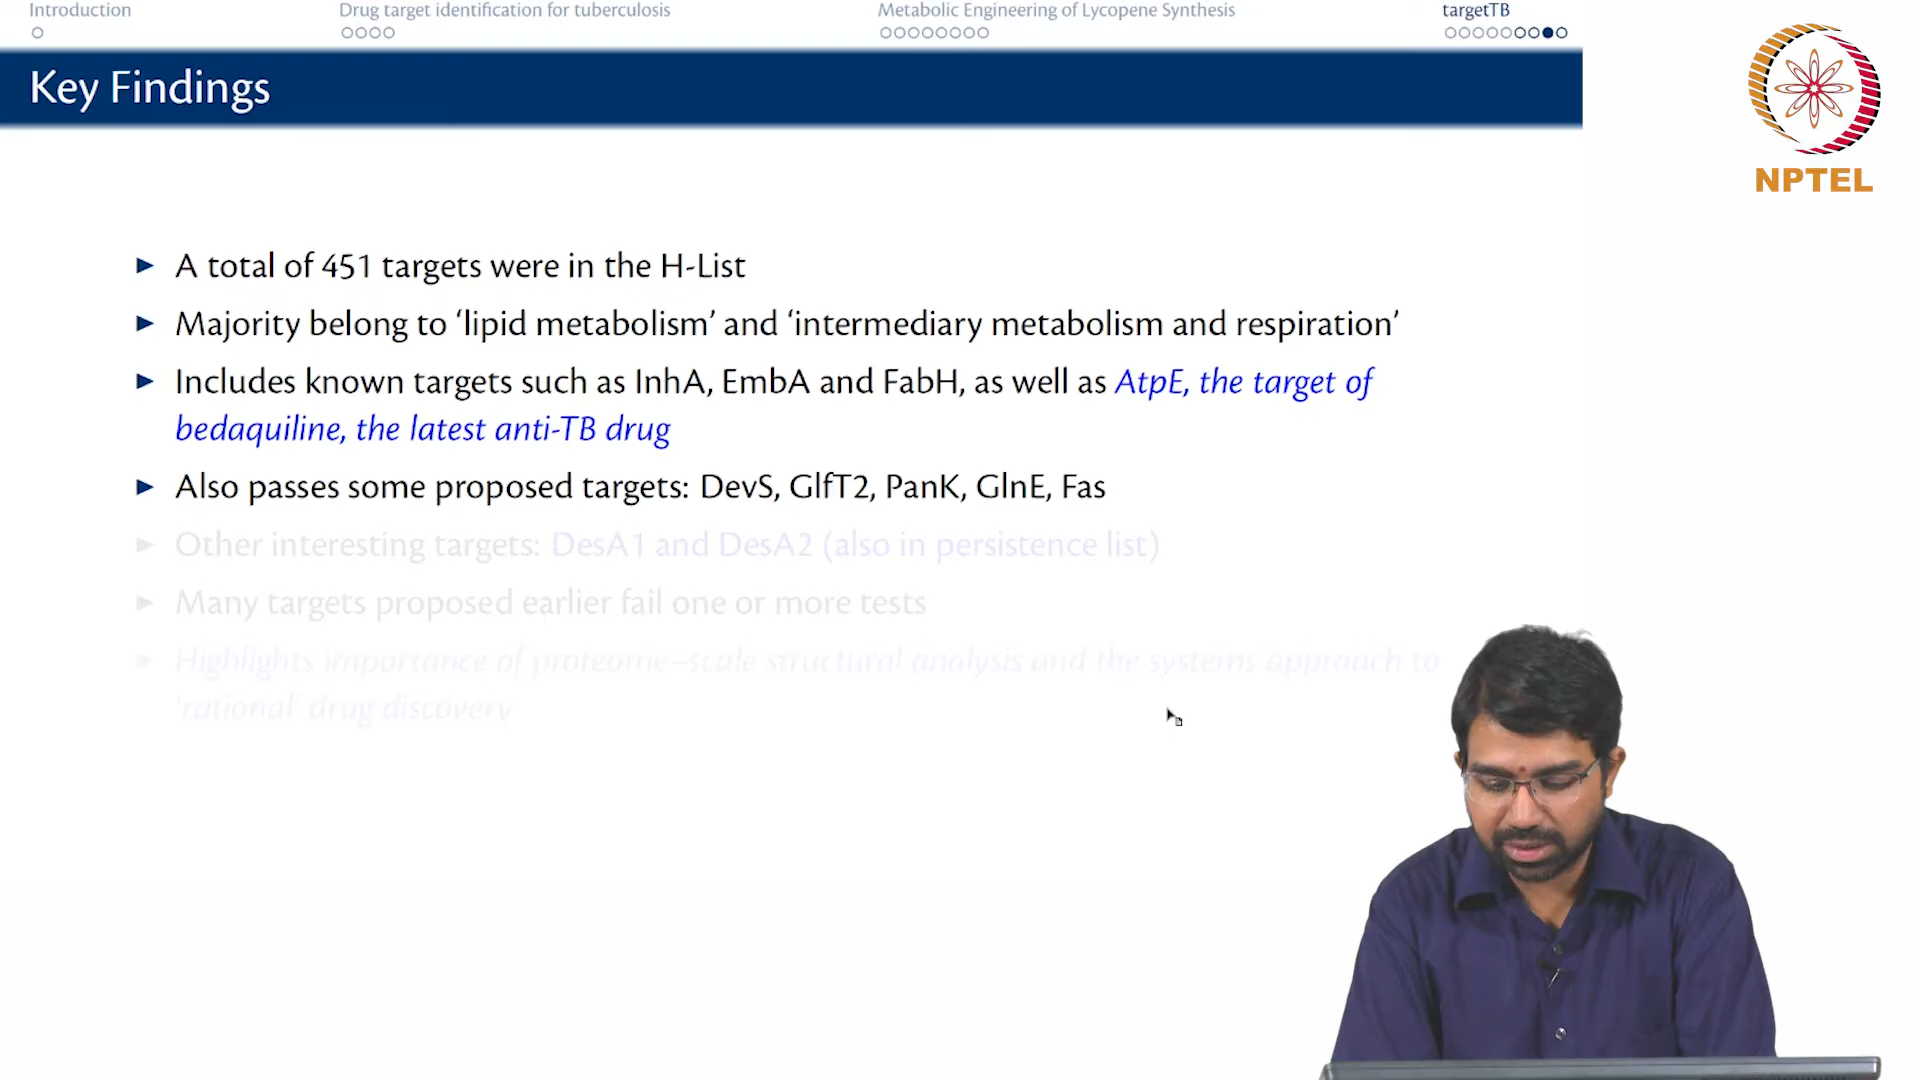 Introduction
Drug target identification for tuberculosis
Metabolic Engineering of Lycopene Synthesis
targetTB
Key Findings
NPTEL
A total of 451 targets were in the H-List
Majority belong to ‘lipid metabolism’ and ‘intermediary metabolism and respiration’
Includes known targets such as InhA, EmbA and FabH, as well as AtpE, the target of
bedaquiline, the latest anti-TB drug
Also passes some proposed targets: DevS, GlfT2, PanK, GlnE, Fas
Other interesting targets: DesA1 and DesA2 (also in persistence list)
Many targets proposed earlier fail one or more tests
Highlights importance of proteome–scale structural analysis and the systems approach to
‘rational’ drug discovery